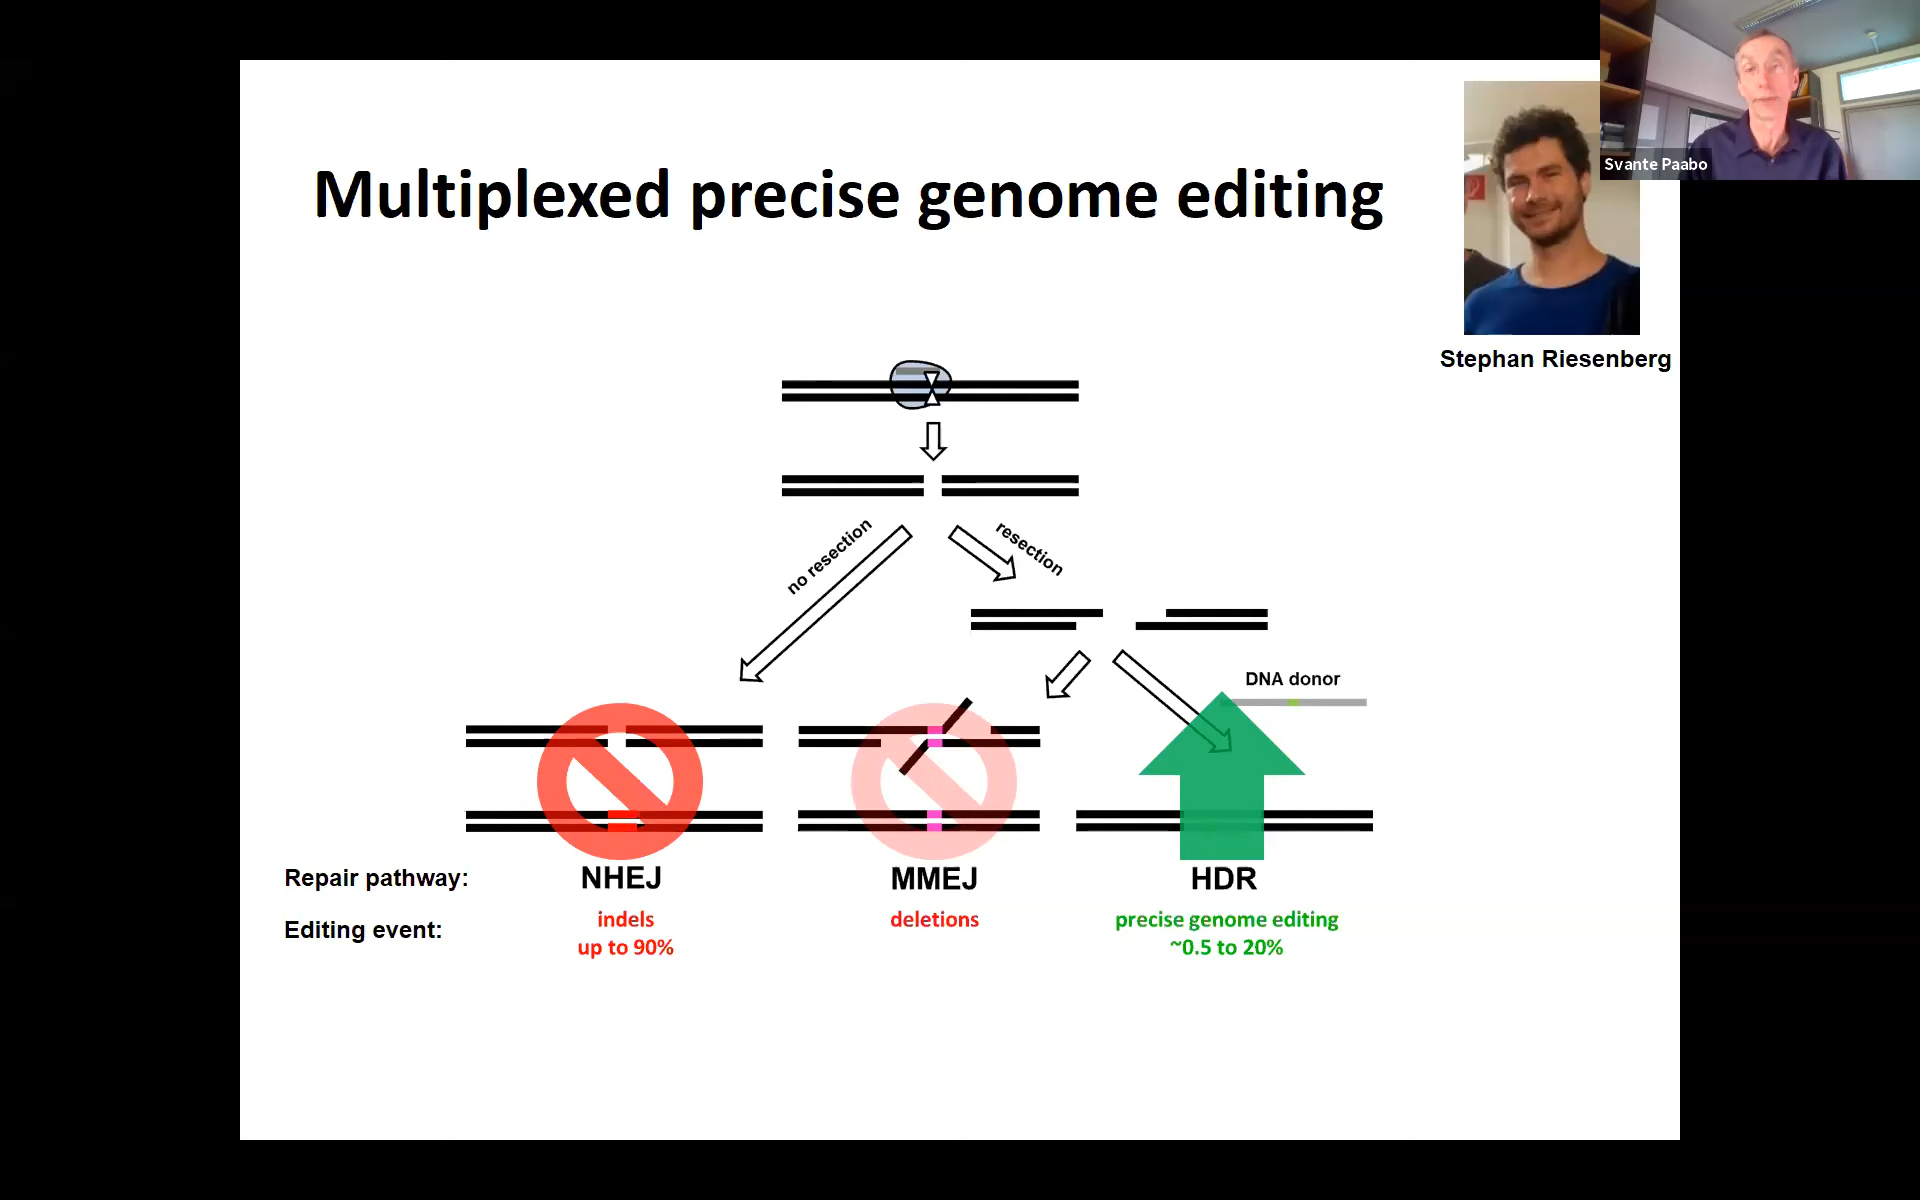 Svante Paabo
Multiplexed precise genome editing
Stephan Riesenberg
no resection
resection
DNA donor
Repair pathway:
NHEJ
MMEJ
HDR
Editing event:
indels
up to 90%
deletions
precise genome editing
~0.5 to 20%